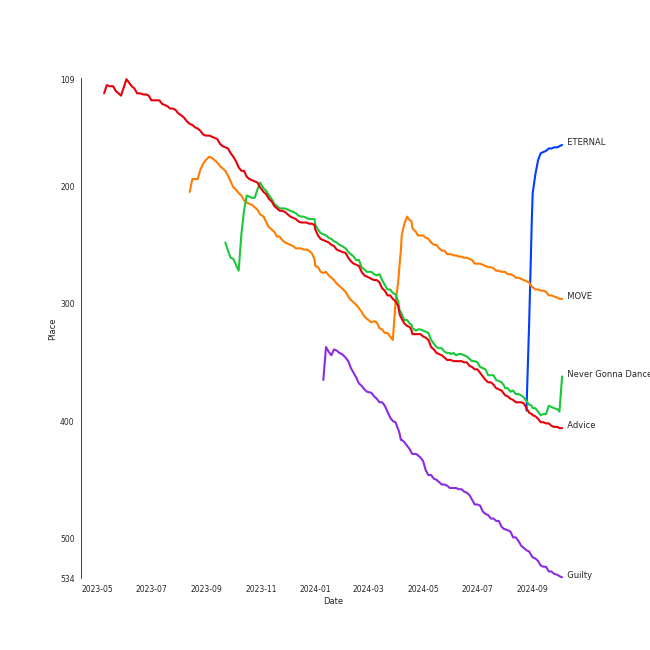 109
200
300
400
500
534
Place
2023-05
2023-07
2023-09
2023-11
2024-01
2024-03
2024-05
2024-07
2024-09
Date
ETERNAL
MOVE
Never Gonna Dance
Advice
Guilty